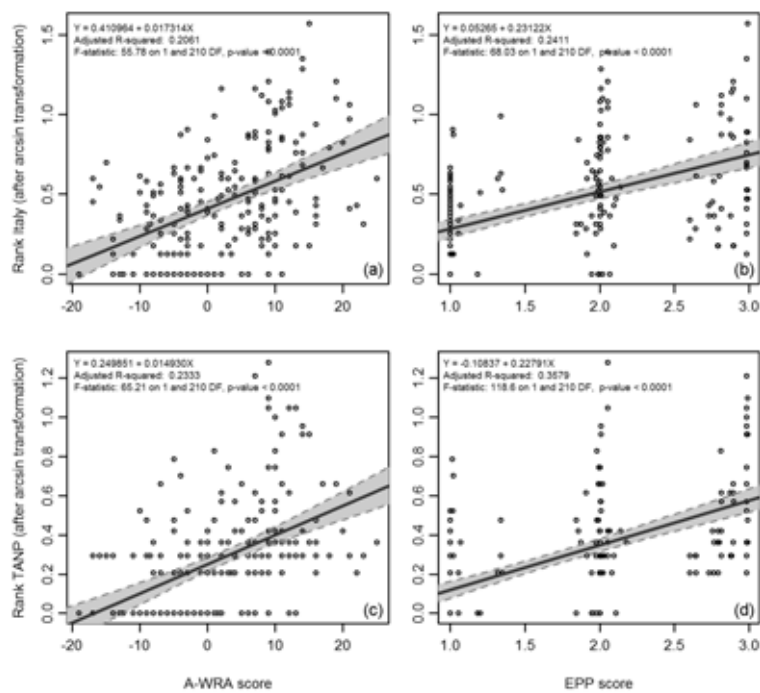 Y = 0.410964 + 0.017314X
Adjusted R-squared: 0.2061
F-statistic: 55.78 on 1 and 210 DF, p-value < 0.0001
Rank Italy (after arcsin transformation)
0.0 0.5 1.0 1.5
-20 -10 0 10 20
(a)
Y = 0.05265 + 0.23122X
Adjusted R-squared: 0.2411
F-statistic: 68.03 on 1 and 210 DF, p-value < 0.0001
0.0 0.5 1.0 1.5
1.0 1.5 2.0 2.5 3.0
(b)
Y = 0.249851 + 0.014930X
Adjusted R-squared: 0.2333
F-statistic: 65.21 on 1 and 210 DF, p-value < 0.0001
Rank TANP (after arcsin transformation)
0.0 0.2 0.4 0.6 0.8 1.0 1.2
-20 -10 0 10 20
(c)
A-WRA score
Y = -0.10837 + 0.22791X
Adjusted R-squared: 0.3579
F-statistic: 118.6 on 1 and 210 DF, p-value < 0.0001
0.0 0.2 0.4 0.6 0.8 1.0 1.2
1.0 1.5 2.0 2.5 3.0
(d)
EPP score